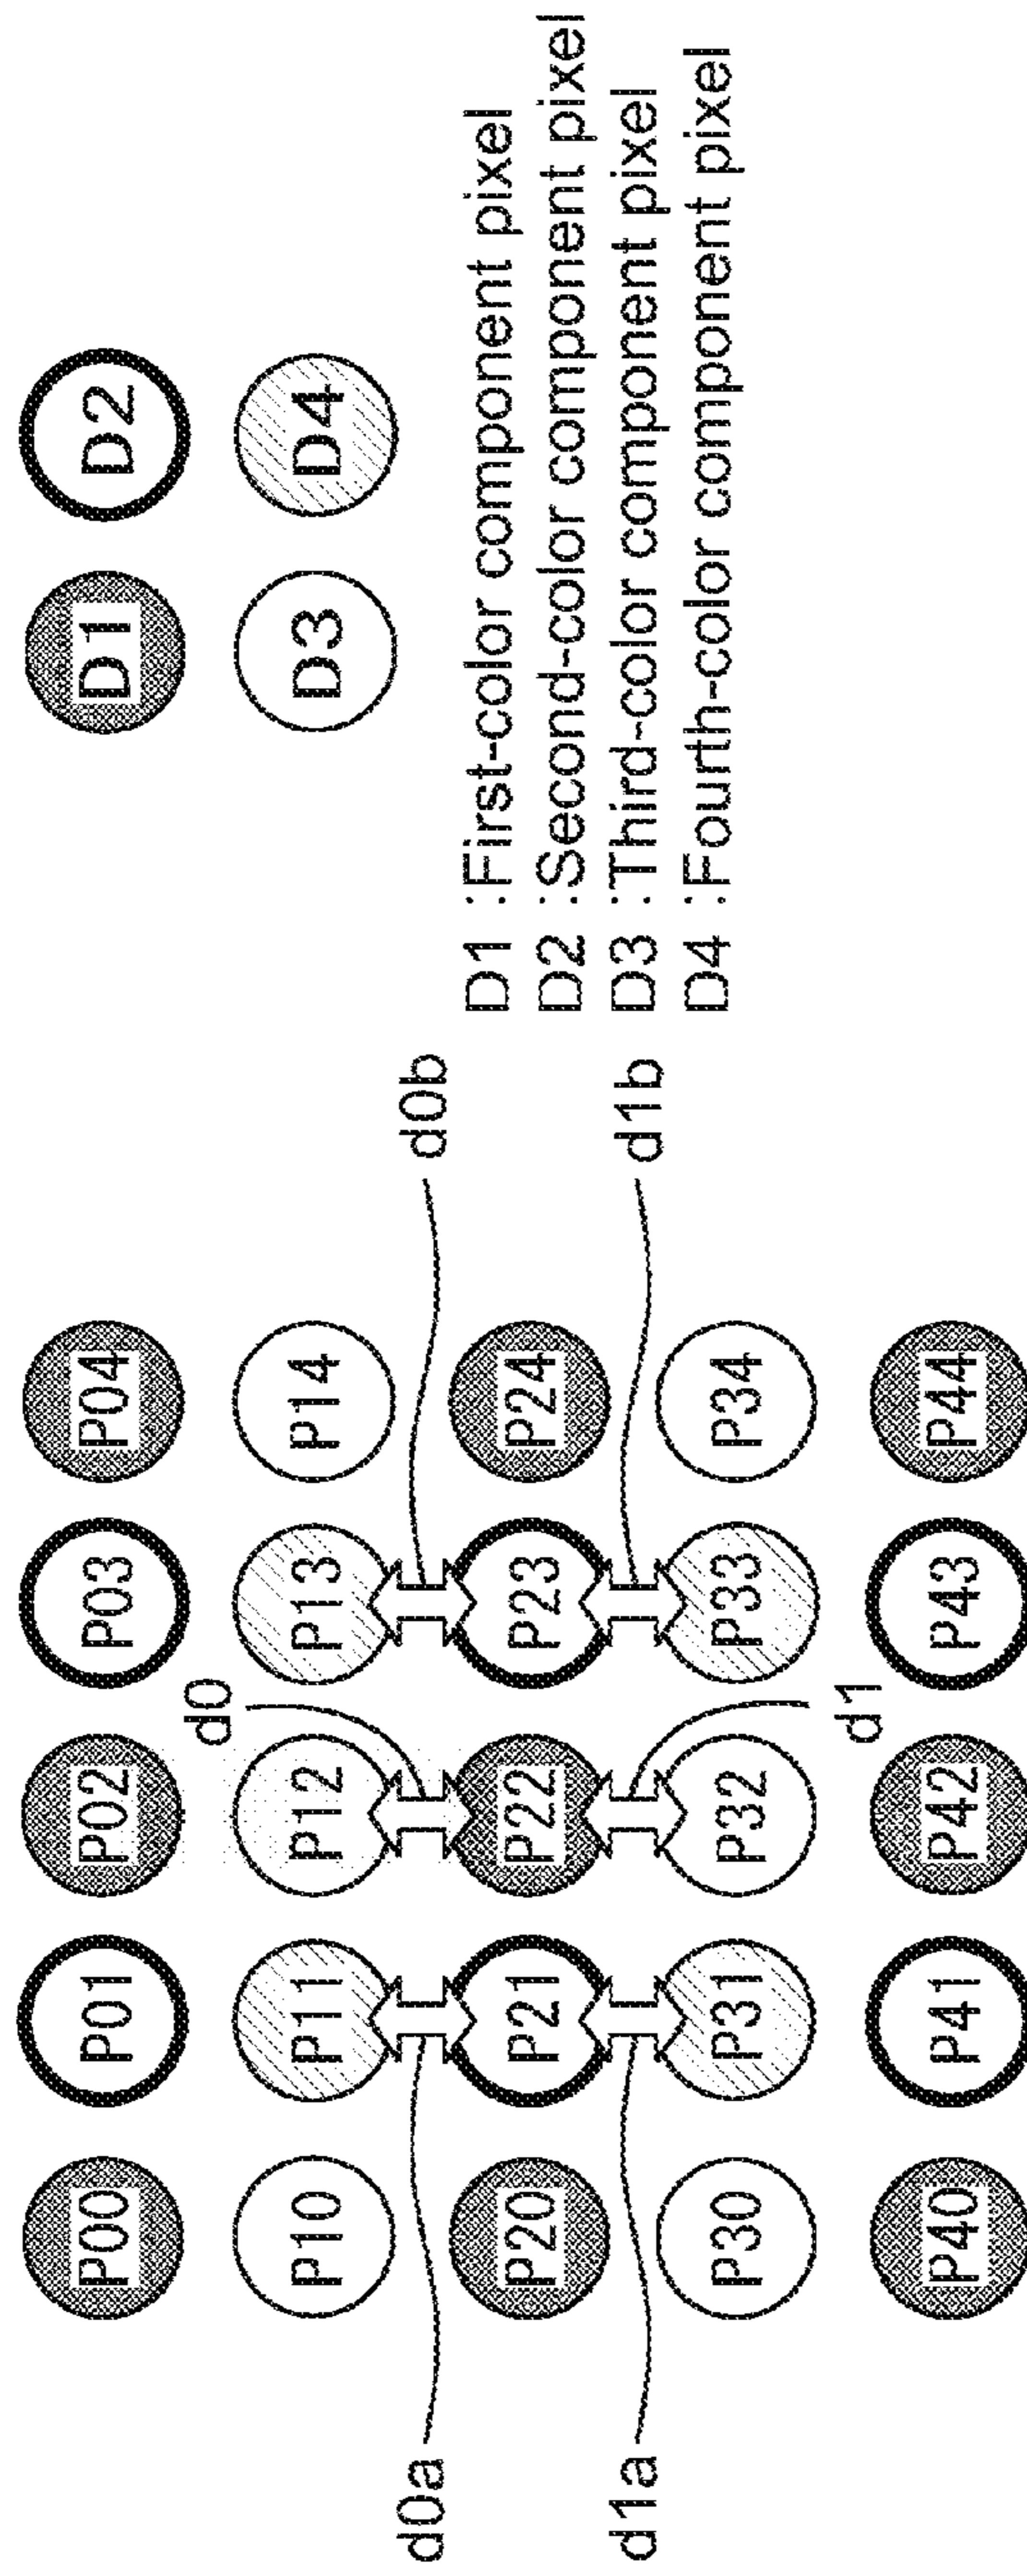 P00 P01 P02 P03 P04
d0
P10 P11 P12 P13 P14
d0a
d0b
P20 P21 P22 P23 P24
d1a
d1b
P30 P31 P32 P33 P34
d1
P40 P41 P42 P43 P44
D1 D2
D3 D4
D1 :First-color component pixel
D2 :Second-color component pixel
D3 :Third-color component pixel
D4 :Fourth-color component pixel